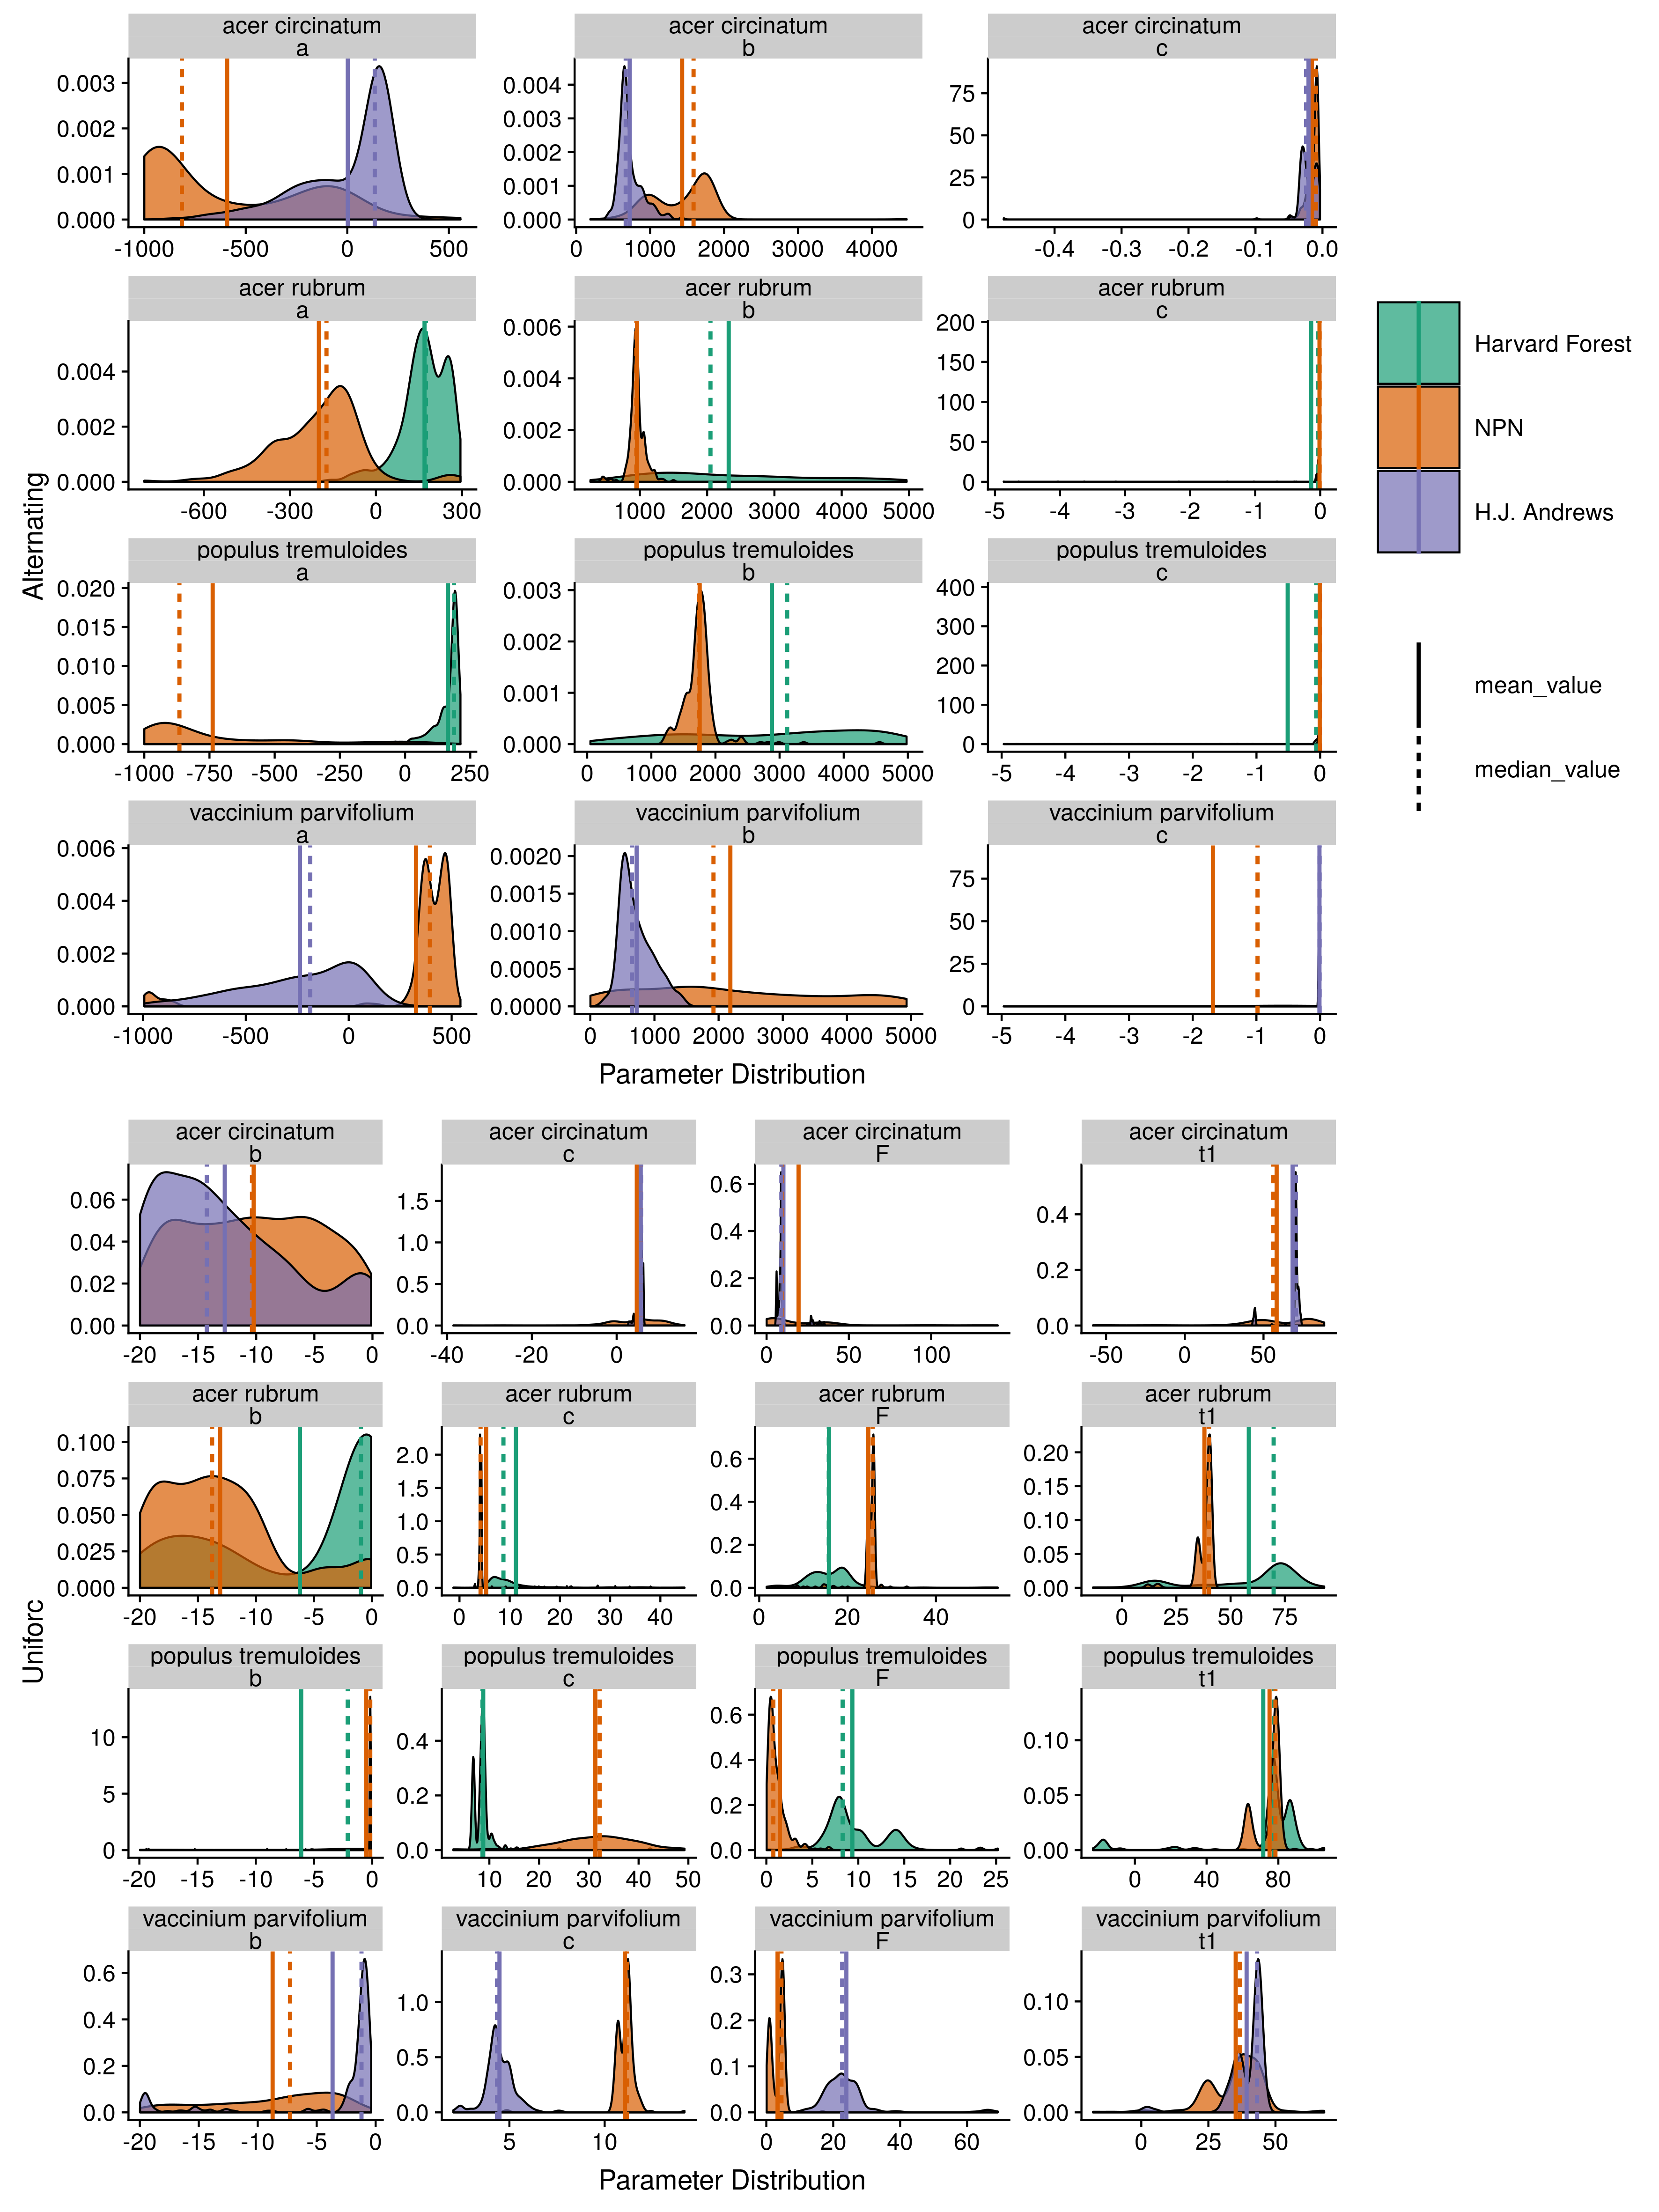 acer circinatum acer circinatum acer circinatum
a b c
0.003 0.004 75
0.002 0.003 50
0.001 0.002 25
0.000 0.001 0
0.000
-1000 -500 0 500 0 1000 2000 3000 4000 -0.4 -0.3 -0.2 -0.1 0.0
acer rubrum acer rubrum acer rubrum
a b c
0.004 0.006 200
0.002 0.004 150
0.000 0.002 100
0.000 50
0
-600 -300 0 300 1000 2000 3000 4000 5000 -5 -4 -3 -2 -1 0
Harvard Forest
NPN
H.J. Andrews
Alternating
populus tremuloides populus tremuloides populus tremuloides
a b c
0.020 0.003 400
0.015 0.002 300
0.010 0.001 200
0.005 0.000 100
0.000 0
-1000 -750 -500 -250 0 250 0 1000 2000 3000 4000 5000 -5 -4 -3 -2 -1 0
mean_value
median_value
vaccinium parvifolium vaccinium parvifolium vaccinium parvifolium
a b c
0.006 0.0020 75
0.004 0.0015 50
0.002 0.0010 25
0.000 0.0005 0
0.0000
-1000 -500 0 500 0 1000 2000 3000 4000 5000 -5 -4 -3 -2 -1 0
Parameter Distribution
acer circinatum acer circinatum acer circinatum acer circinatum
b c F t1
0.06 1.5 0.6 0.4
0.04 1.0 0.4 0.2
0.02 0.5 0.2 0.0
0.00 0.0 0.0
-20 -15 -10 -5 0 -40 -20 0 0 50 100 -50 0 50
acer rubrum acer rubrum acer rubrum acer rubrum
b c F t1
0.100 2.0 0.6 0.20
0.075 1.5 0.4 0.15
0.050 1.0 0.2 0.10
0.025 0.5 0.0 0.05
0.000 0.0 0.00
-20 -15 -10 -5 0 0 10 20 30 40 0 20 40 0 25 50 75
Uniforc
populus tremuloides populus tremuloides populus tremuloides populus tremuloides
b c F t1
10 0.4 0.6 0.10
5 0.2 0.4 0.05
0 0.0 0.2 0.00
0.0
-20 -15 -10 -5 0 10 20 30 40 50 0 5 10 15 20 25 0 40 80
vaccinium parvifolium vaccinium parvifolium vaccinium parvifolium vaccinium parvifolium
b c F t1
0.6 1.0 0.3 0.10
0.4 0.5 0.2 0.05
0.2 0.0 0.1 0.00
0.0 0.0
-20 -15 -10 -5 0 5 10 0 20 40 60 0 25 50
Parameter Distribution